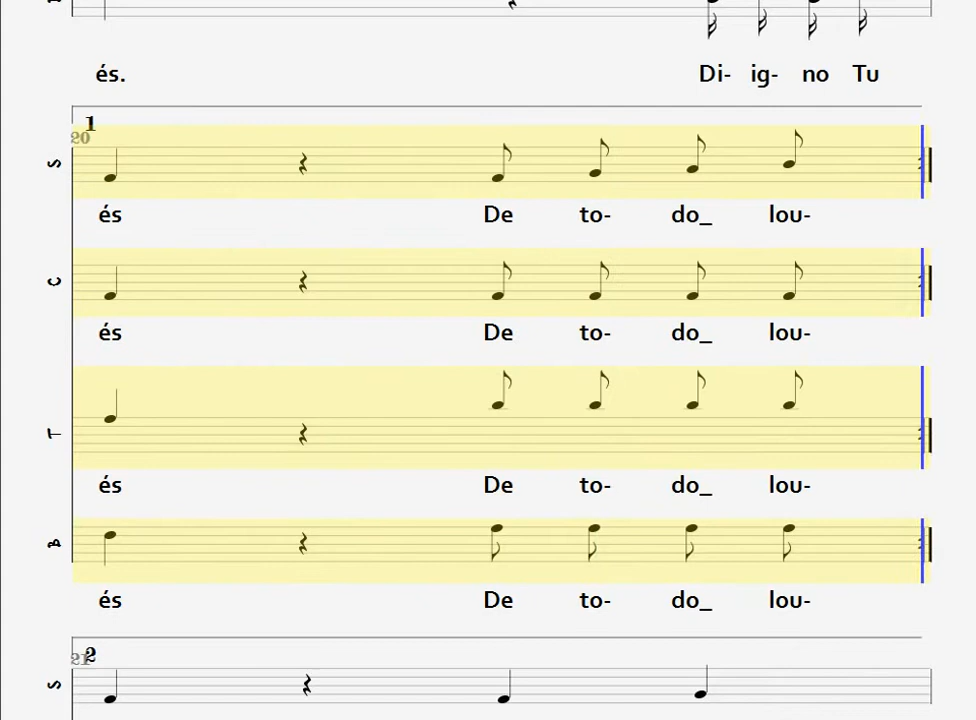 és. Di- ig- no Tu
1
20
S
és De to- do_ lou-
C
és De to- do_ lou-
T
és De to- do_ lou-
B
és De to- do_ lou-
2
21
S